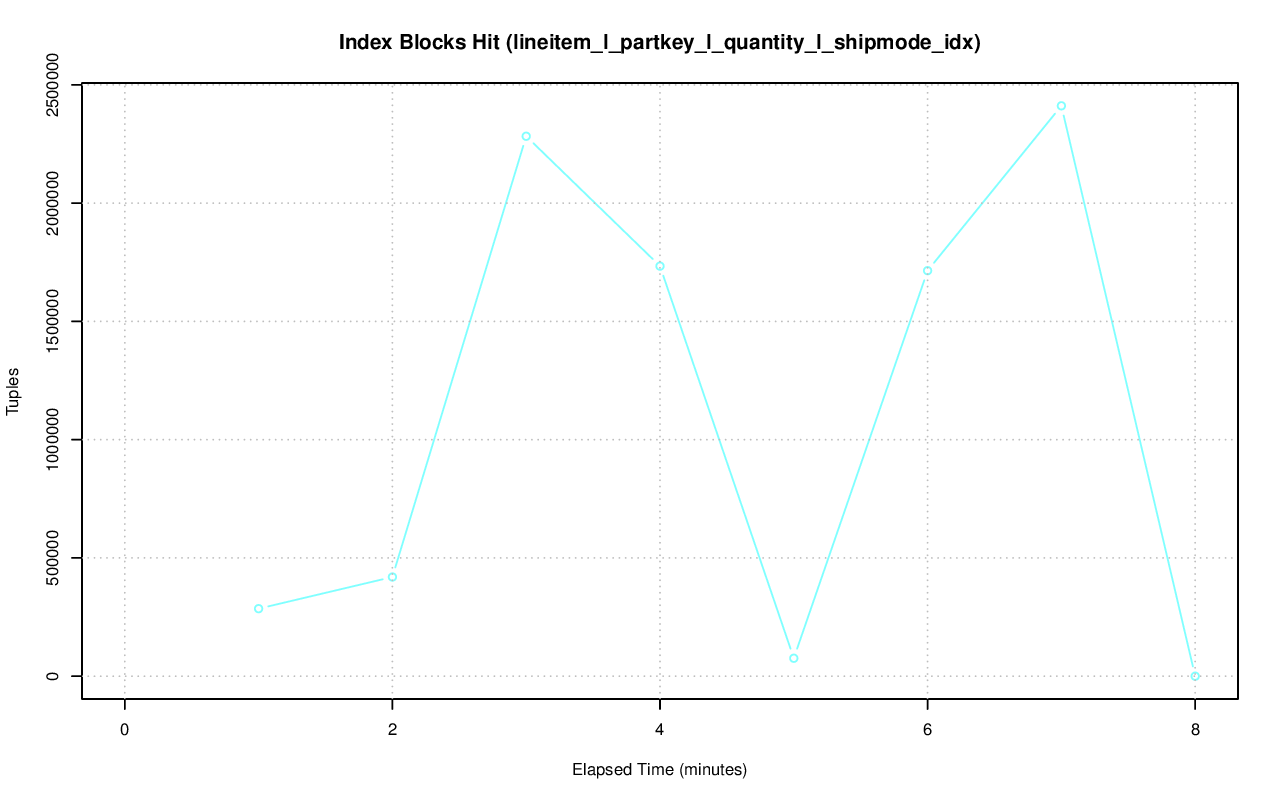 Index Blocks Hit (lineitem_l_partkey_l_quantity_l_shipmode_idx)
2500000
2000000
1500000
1000000
500000
0
Tuples
0 2 4 6 8
Elapsed Time (minutes)